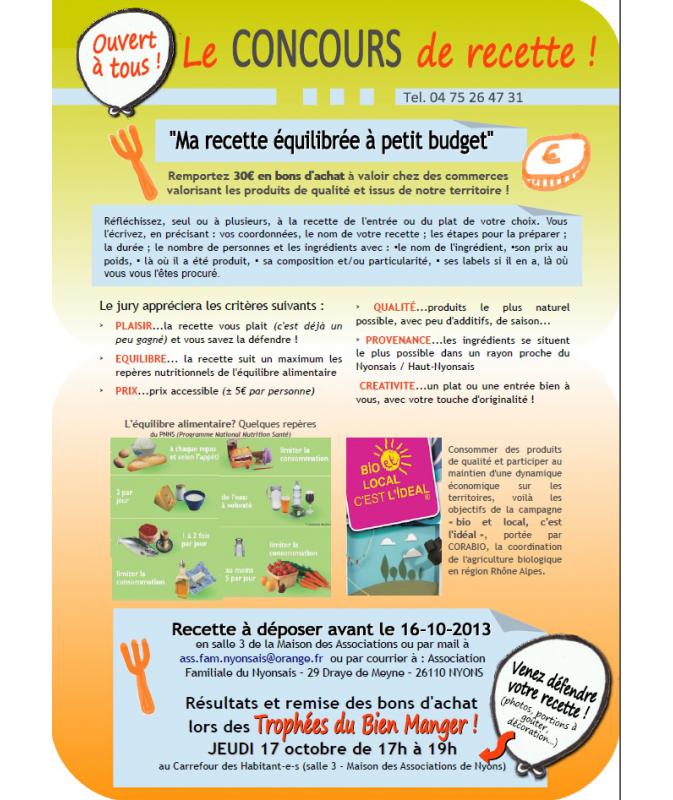 Ouvert
à tous !
Le CONCOURS de recette !
Tel. 04 75 26 47 31
"Ma recette équilibrée à petit budget"
€
Remportez 30€ en bons d'achat à valoir chez des commerces
valorisant les produits de qualité et issus de notre territoire !
Réfléchissez, seul ou à plusieurs, à la recette de l'entrée ou du plat de votre choix. Vous
l'écrivez, en précisant : vos coordonnées, le nom de votre recette ; les étapes pour la préparer ;
la durée ; le nombre de personnes et les ingrédients avec : •le nom de l'ingrédient, •son prix au
poids, • là où il a été produit, • sa composition et/ou particularité, • ses labels si il en a, là où
vous vous l'êtes procuré.
Le jury appréciera les critères suivants :
> PLAISIR...la recette vous plait (c'est déjà un
peu gagné) et vous savez la défendre !
> EQUILIBRE... la recette suit un maximum les
repères nutritionnels de l'équilibre alimentaire
> PRIX...prix accessible (± 5€ par personne)
> QUALITÉ...produits le plus naturel
possible, avec peu d'additifs, de saison...
> PROVENANCE...les ingrédients se situent
le plus possible dans un rayon proche du
Nyonsais / Haut-Nyonsais
CREATIVITE...un plat ou une entrée bien à
vous, avec votre touche d'originalité !
L'équilibre alimentaire? Quelques repères
du PNNS (Programme National Nutrition Santé)
à chaque repas
et selon l'appétit
limiter la
consommation
3 par
jour
de l'eau
à volonté
1 à 2 fois
par jour
limiter la
consommation
limiter la
consommation
au moins
5 par jour
BIO
LOCAL
C'EST L'IDEAL ®
Consommer des produits
de qualité et participer au
maintien d'une dynamique
économique sur les
territoires, voilà les
objectifs de la campagne
« bio et local, c'est
l'idéal », portée par
CORABIO, la coordination
de l'agriculture biologique
en région Rhône Alpes.
Recette à déposer avant le 16-10-2013
en salle 3 de la Maison des Associations ou par mail à
ass.fam.nyonsais@orange.fr ou par courrier à : Association
Familiale du Nyonsais - 29 Draye de Meyne - 26110 NYONS
Résultats et remise des bons d'achat
lors des Trophées du Bien Manger !
JEUDI 17 octobre de 17h à 19h
au Carrefour des Habitant-e-s (salle 3 - Maison des Associations de Nyons)
Venez défendre
votre recette !
(photos, portions à
goûter,
décoration...)